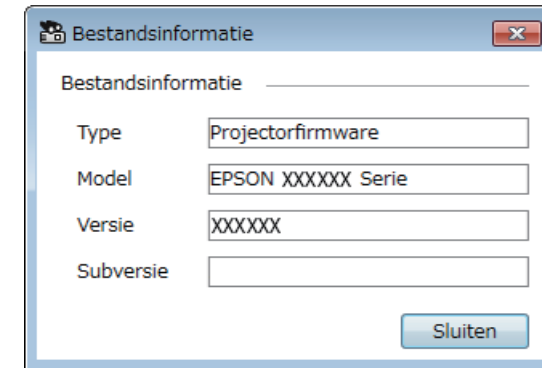 Bestandsinformatie
Bestandsinformatie
Type Projectorfirmware
Model EPSON XXXXXX Serie
Versie XXXXXX
Subversie
Sluiten